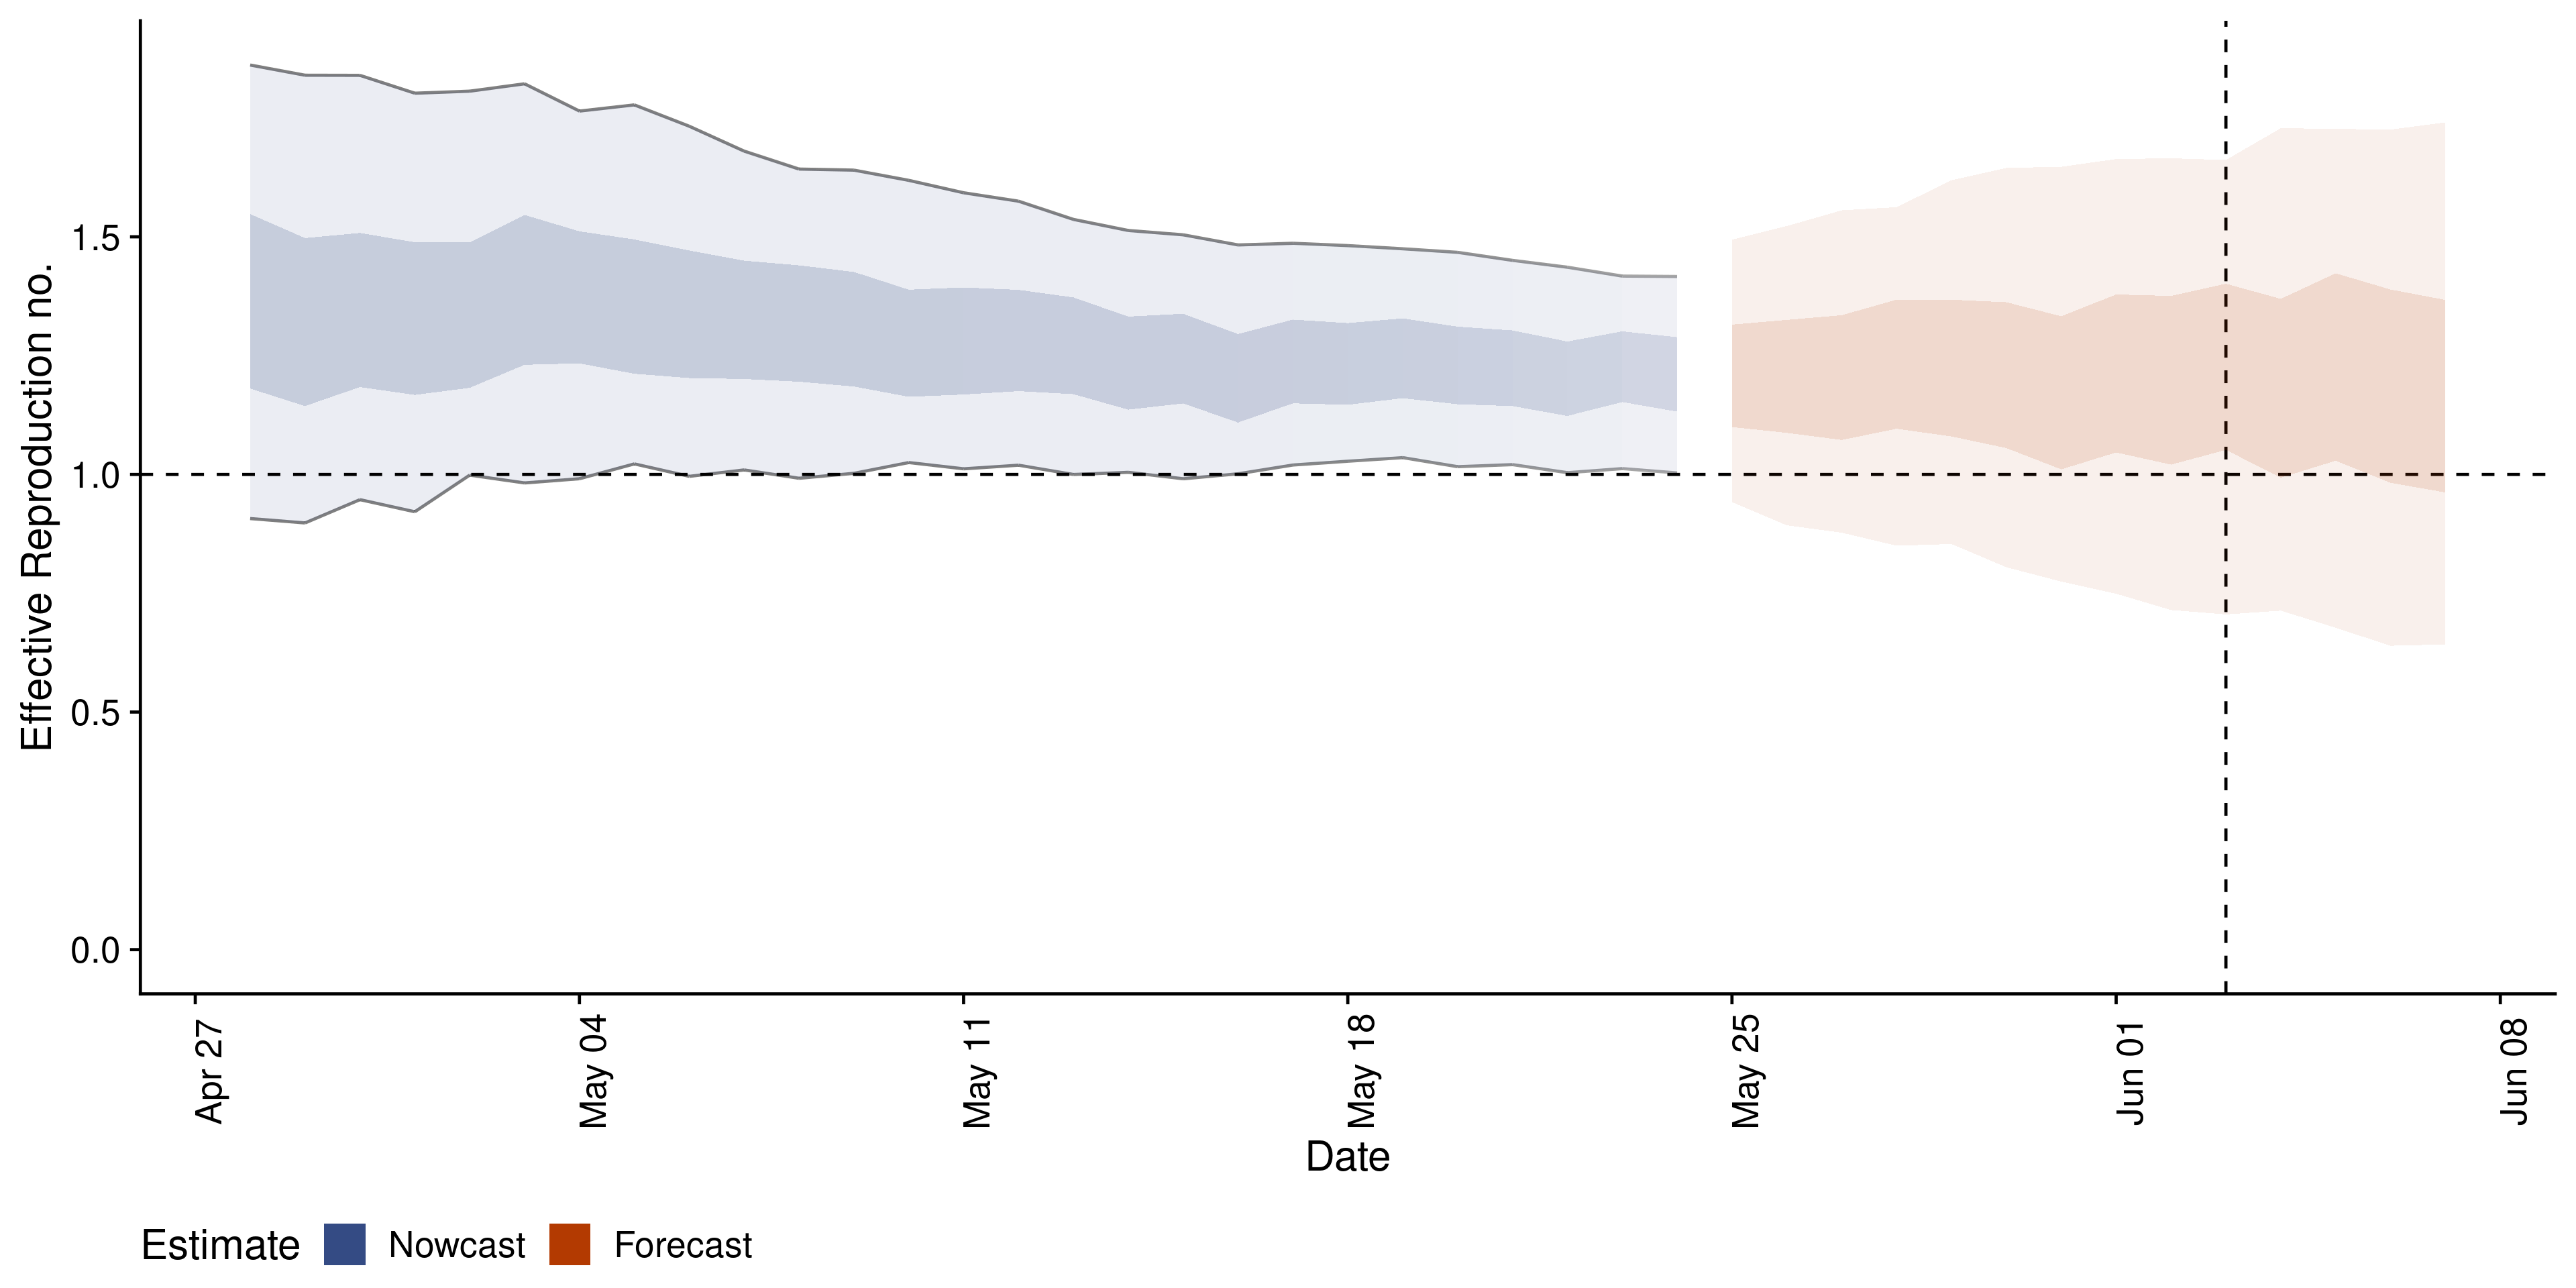 Effective Reproduction no.
1.5
1.0
0.5
0.0
Apr 27
May 04
May 11
May 18
May 25
Jun 01
Jun 08
Date
Estimate Nowcast Forecast